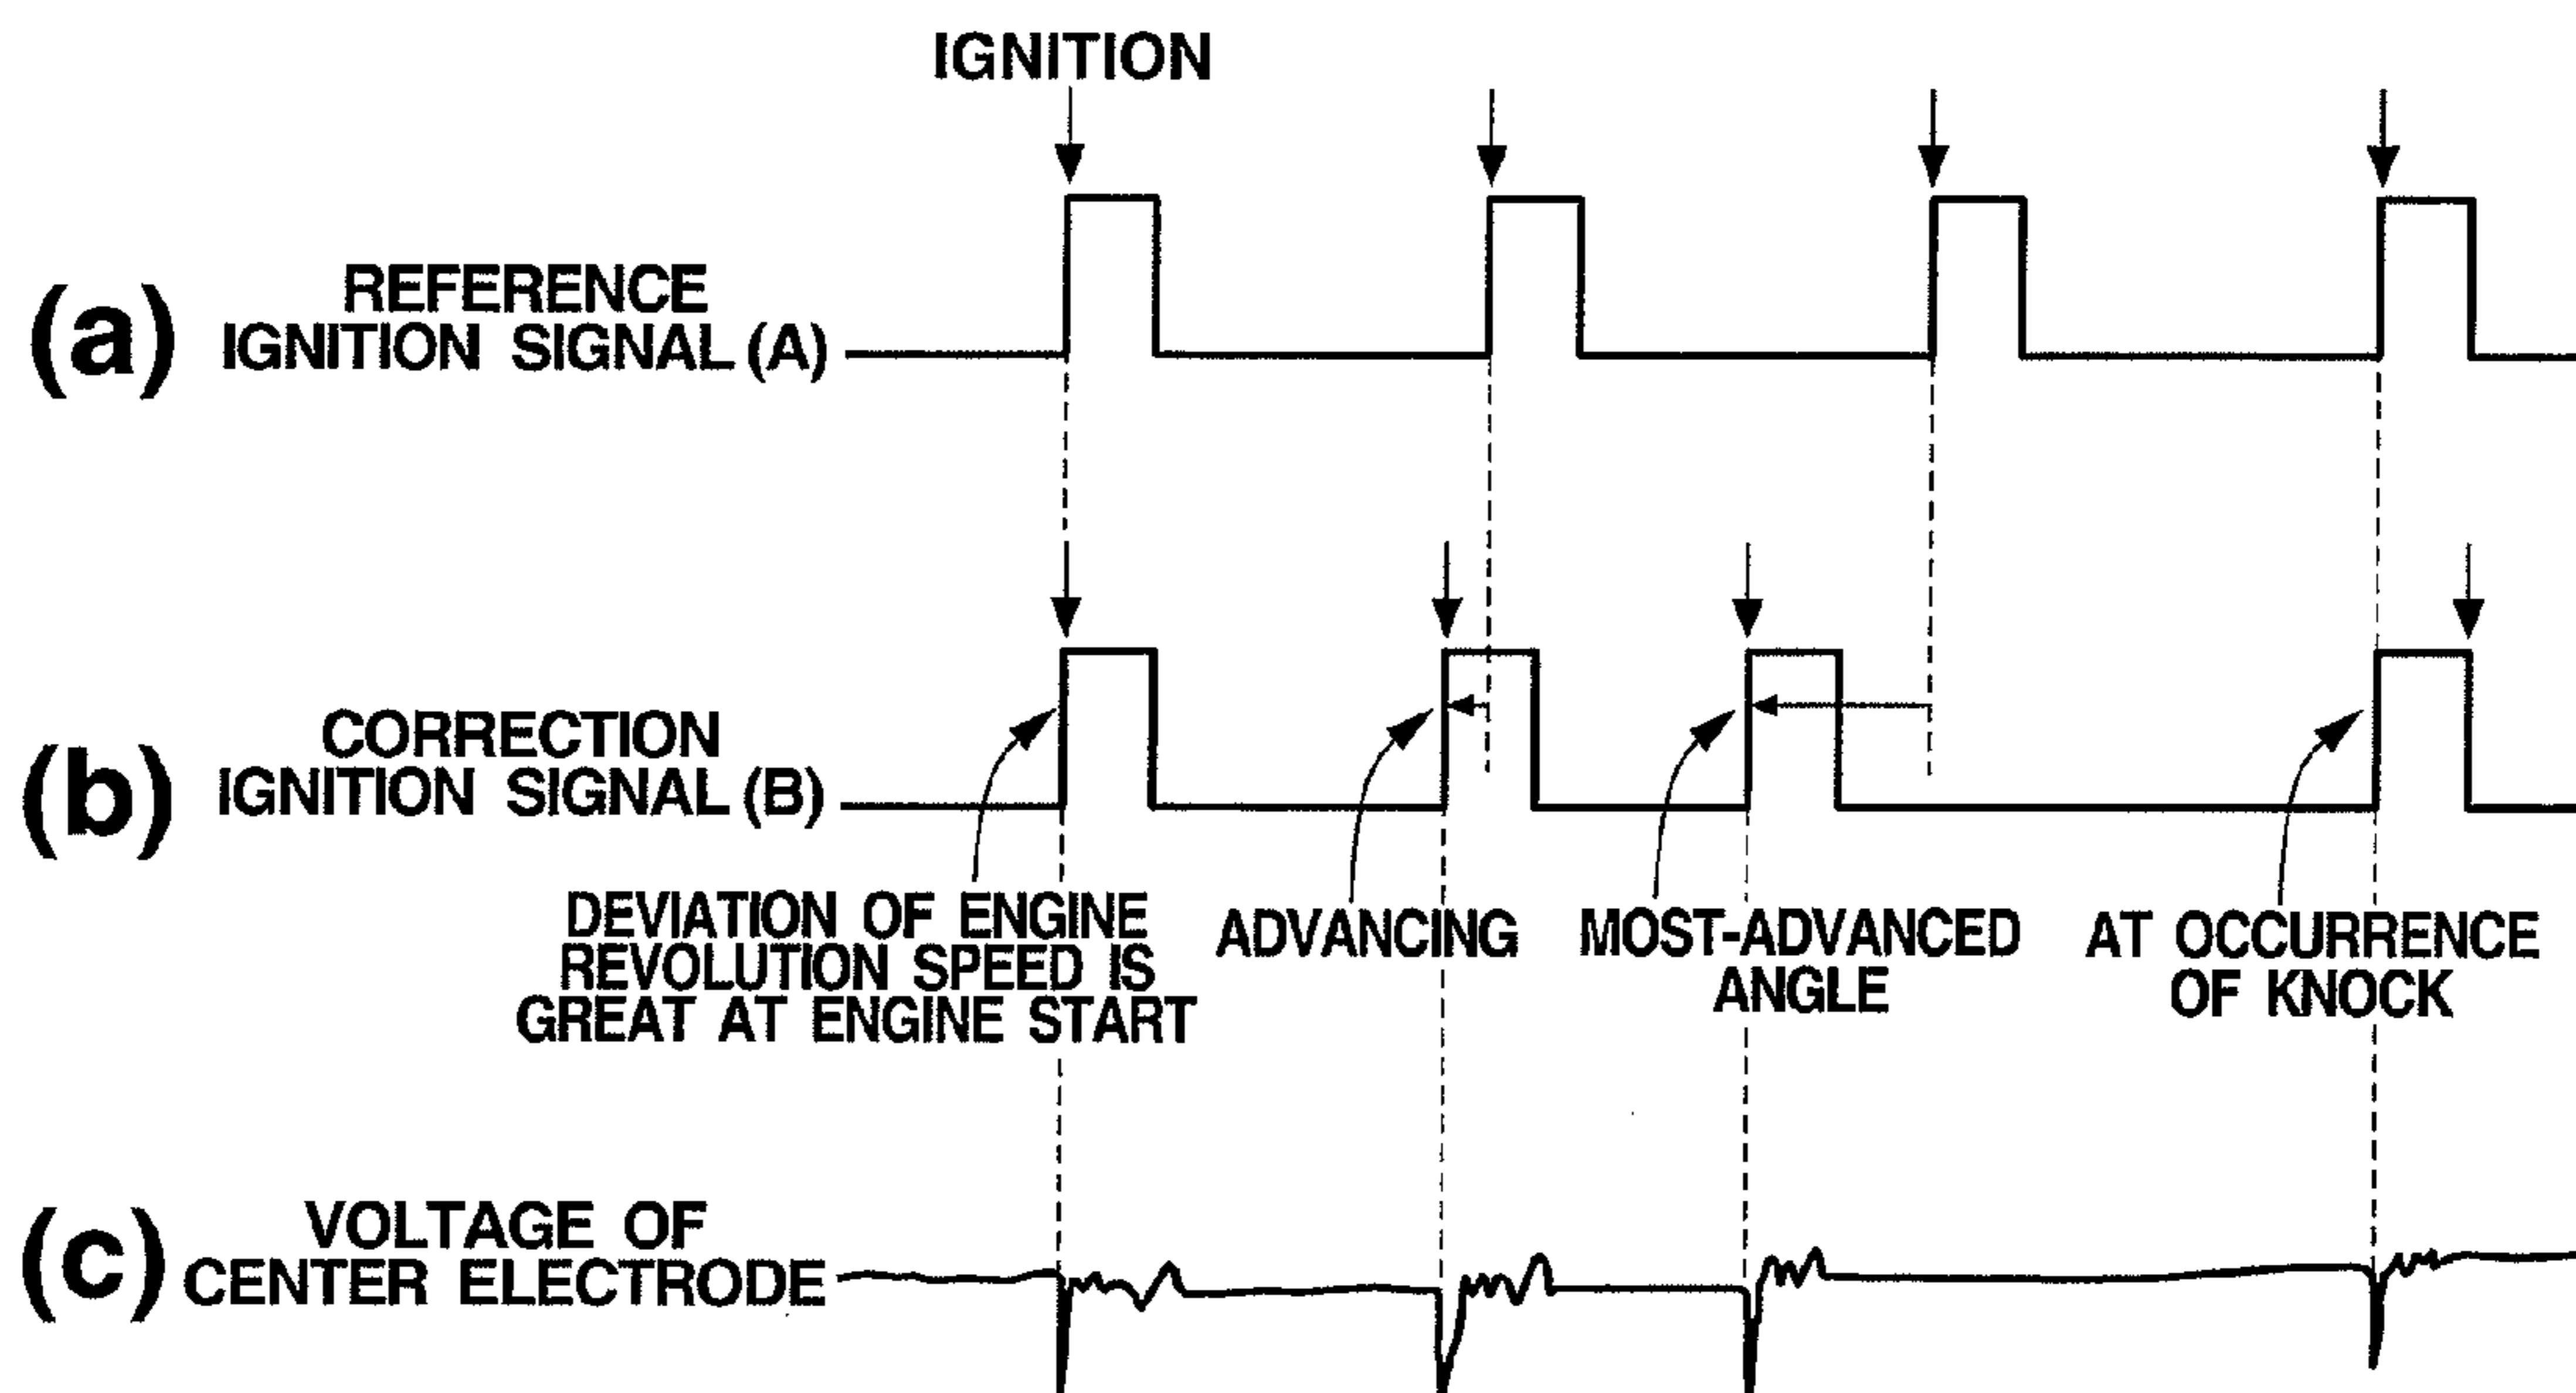 IGNITION
(a)
REFERENCE
IGNITION SIGNAL (A)
(b)
CORRECTION
IGNITION SIGNAL (B)
DEVIATION OF ENGINE
REVOLUTION SPEED IS
GREAT AT ENGINE START
ADVANCING
MOST-ADVANCED
ANGLE
AT OCCURRENCE
OF KNOCK
(c)
VOLTAGE OF
CENTER ELECTRODE